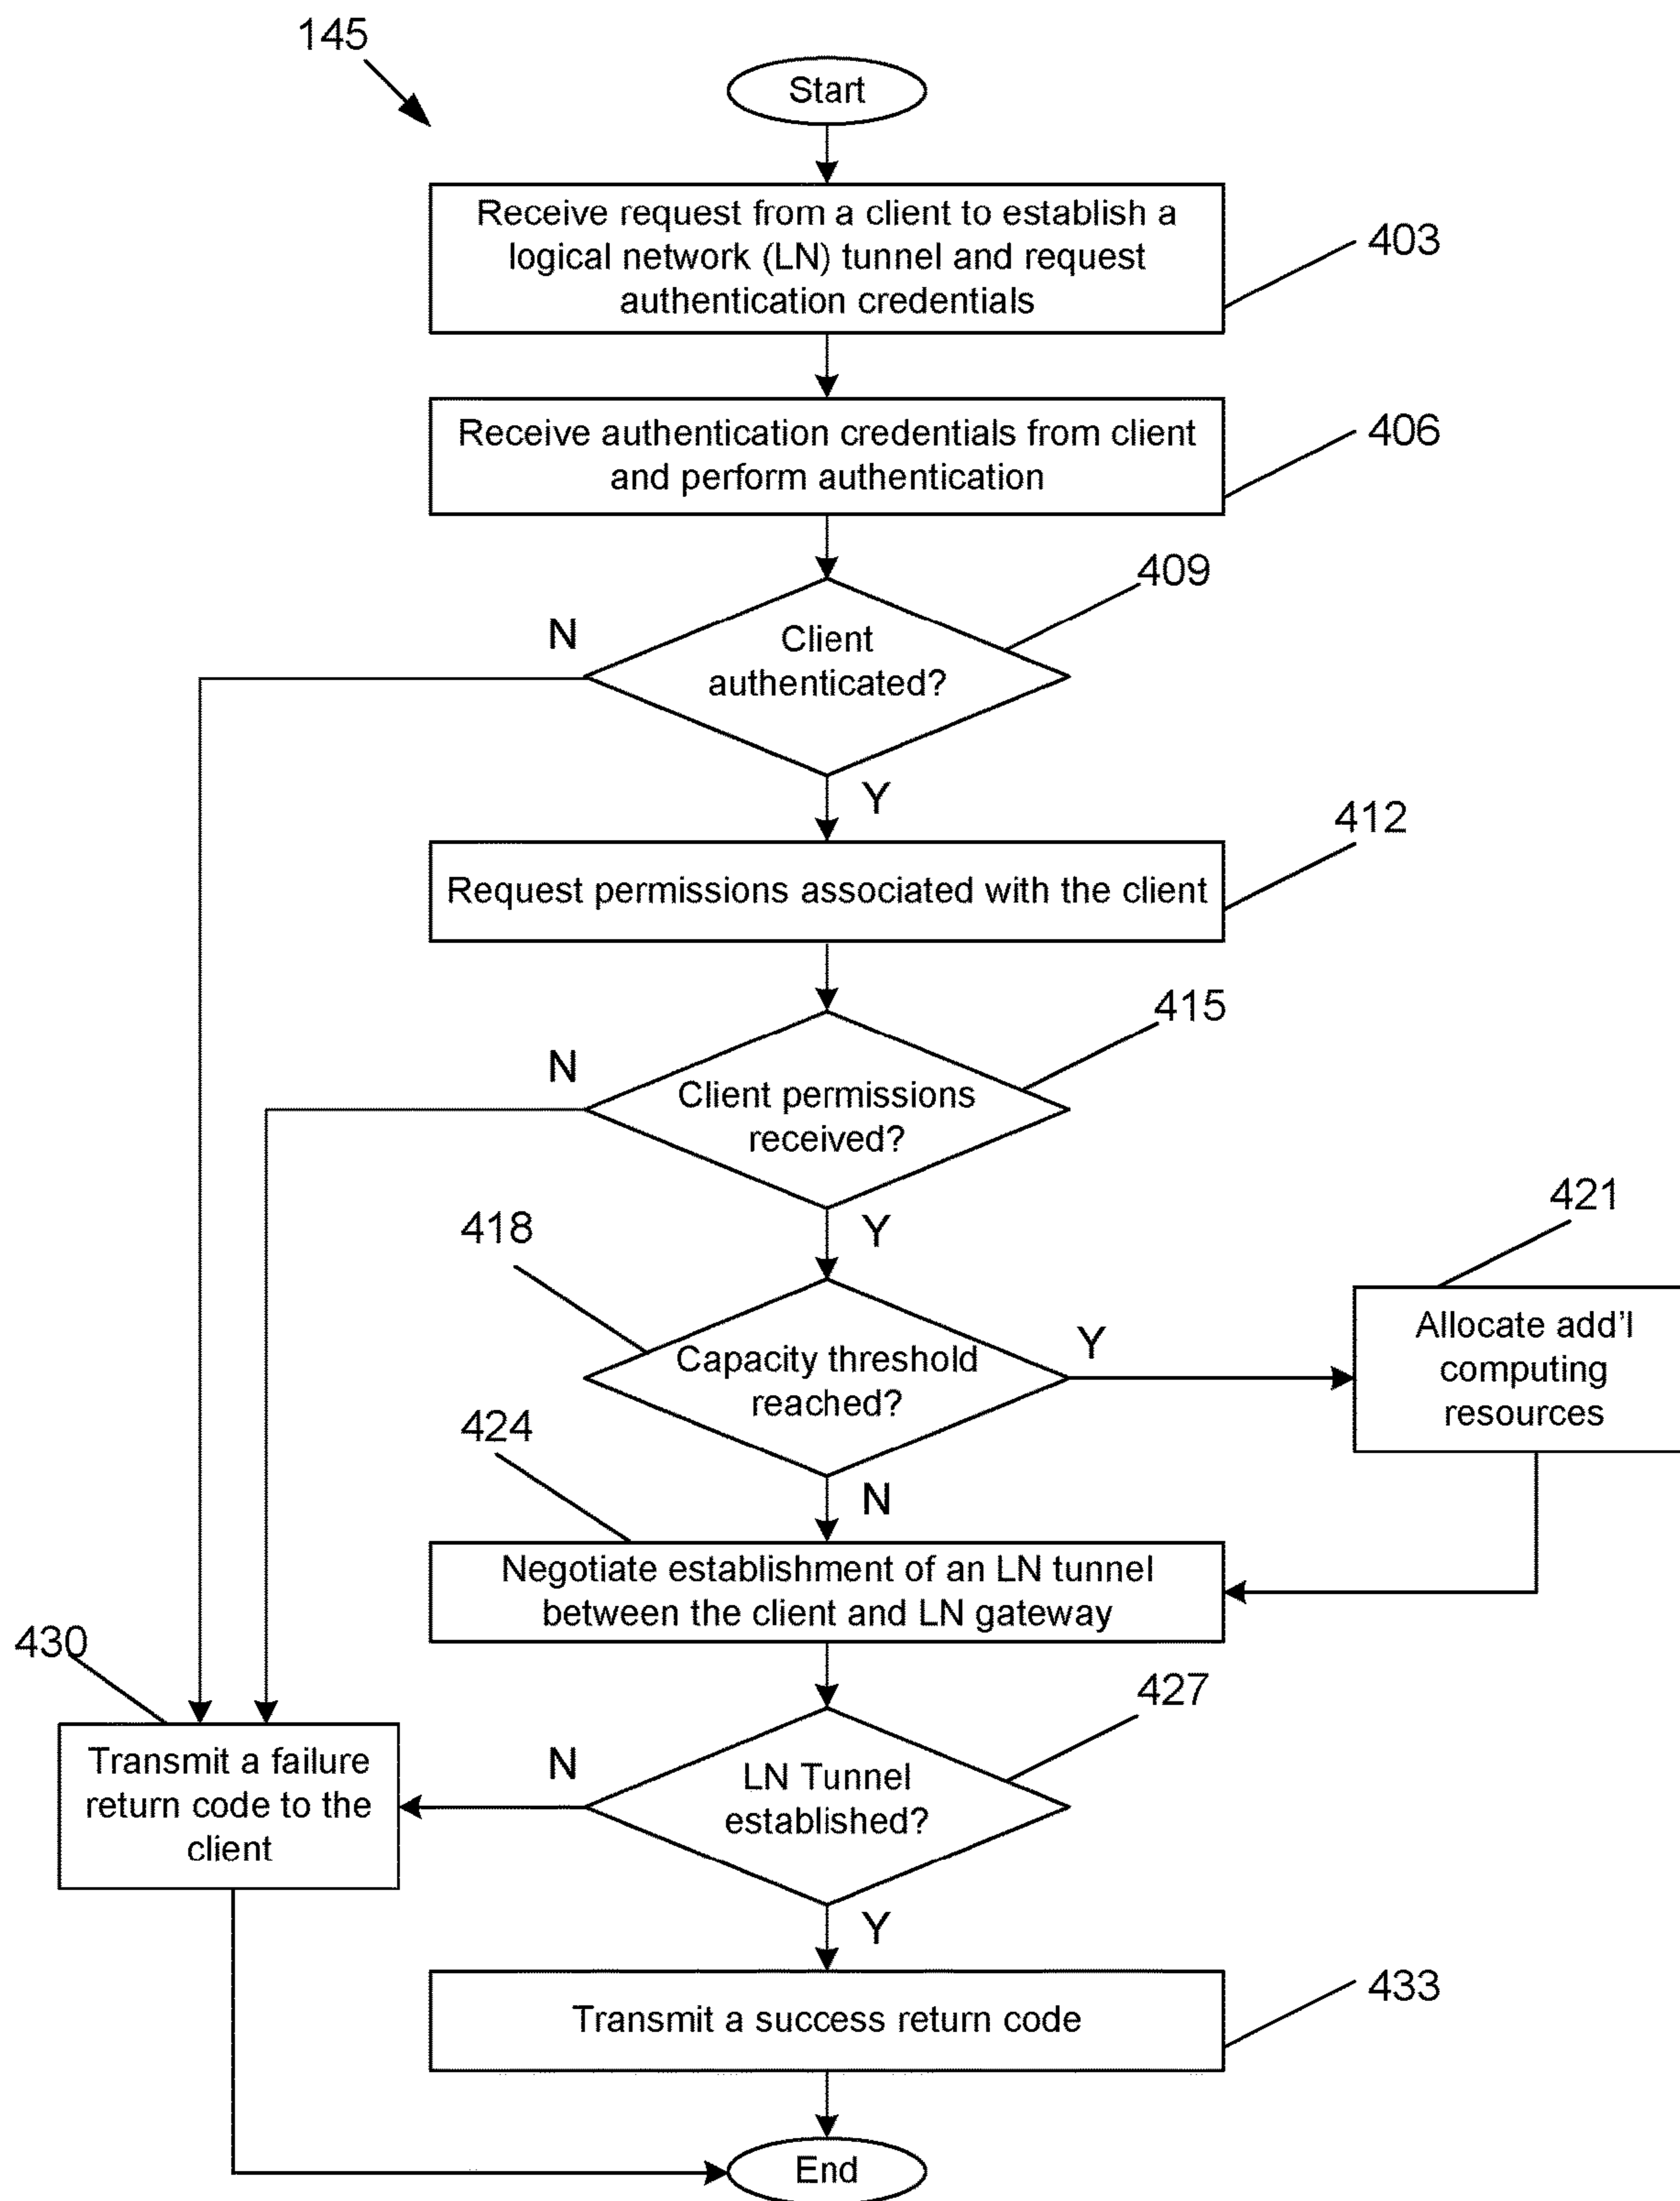 145
Start
Receive request from a client to establish a
logical network (LN) tunnel and request
authentication credentials
403
Receive authentication credentials from client
and perform authentication
406
409
N
Client
authenticated?
Y
412
Request permissions associated with the client
415
N
Client permissions
received?
418
Y
421
Capacity threshold
reached?
Y
Allocate add'l
computing
resources
424
N
Negotiate establishment of an LN tunnel
between the client and LN gateway
430
427
Transmit a failure
return code to the
client
N
LN Tunnel
established?
Y
Transmit a success return code
433
End